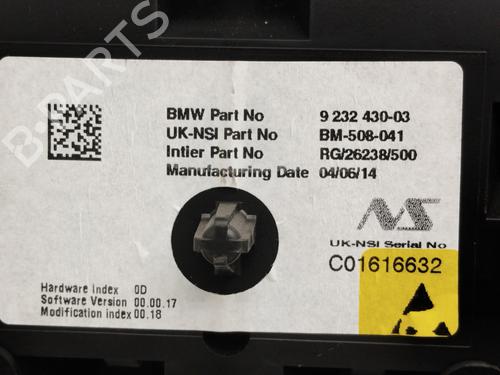 B-PARTS
BMW Part No 9 232 430-03
UK-NSI Part No BM-508-041
Intier Part No RG/26238/500
Manufacturing Date 04/06/14
NS
UK-NSI Serial No
C01616632
Hardware Index 0D
Software Version 00.00.17
Modification index 00.18